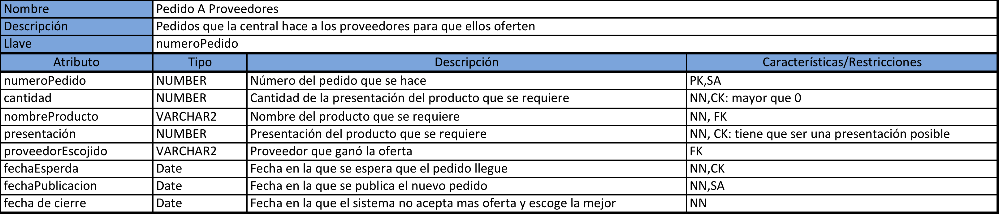 Nombre Pedido A Proveedores
Descripción Pedidos que la central hace a los proveedores para que ellos oferten
Llave numeroPedido
Atributo Tipo Descripción Características/Restricciones
numeroPedido NUMBER Número del pedido que se hace PK,SA
cantidad NUMBER Cantidad de la presentación del producto que se requiere NN,CK: mayor que 0
nombreProducto VARCHAR2 Nombre del producto que se requiere NN, FK
presentación NUMBER Presentación del producto que se requiere NN, CK: tiene que ser una presentación posible
proveedorEscojido VARCHAR2 Proveedor que ganó la oferta FK
fechaEsperda Date Fecha en la que se espera que el pedido llegue NN,CK
fechaPublicacion Date Fecha en la que se publica el nuevo pedido NN,SA
fecha de cierre Date Fecha en la que el sistema no acepta mas oferta y escoge la mejor NN